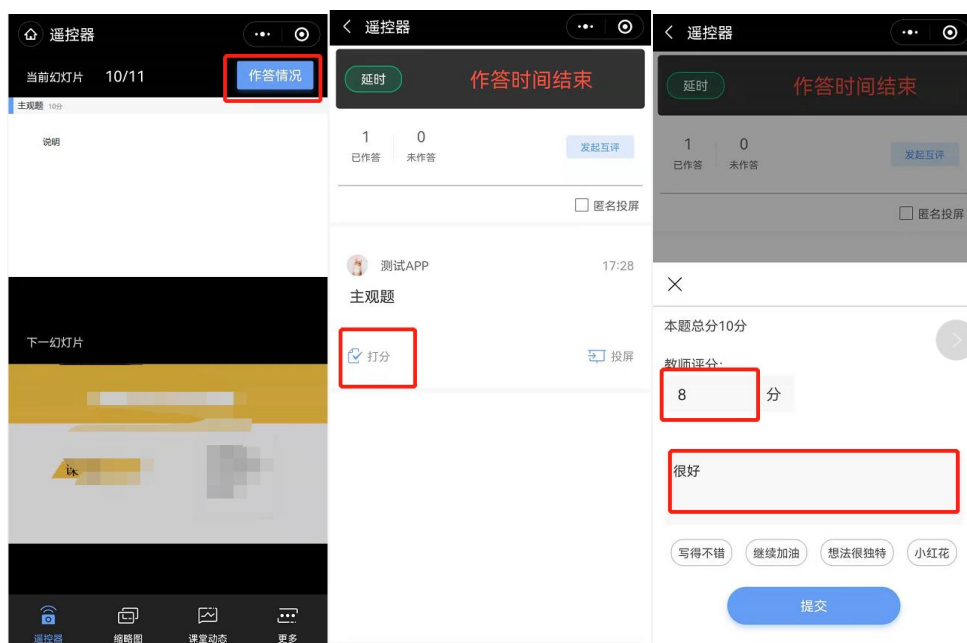 遥控器
当前幻灯片 10/11 作答情况
主观题 10分
说明
下一幻灯片
遥控器 缩略图 课堂动态 更多
遥控器
延时 作答时间结束
1 0
已作答 未作答 发起互评
匿名投屏
测试APP 17:28
主观题
打分 投屏
遥控器
延时 作答时间结束
1 0
已作答 未作答 发起互评
匿名投屏
本题总分10分
教师评分:
8 分
很好
写得不错 继续加油 想法很独特 小红花
提交